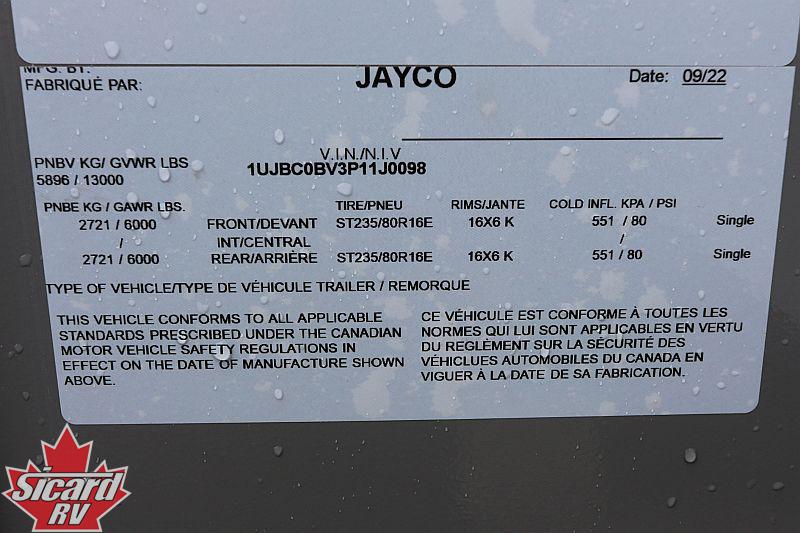 MFG. BY:
FABRIQUÉ PAR: JAYCO Date: 09/22
V.I.N./N.I.V
PNBV KG/ GVWR LBS 1UJBC0BV3P11J0098
5896 / 13000
PNBE KG / GAWR LBS. TIRE/PNEU RIMS/JANTE COLD INFL. KPA / PSI
2721 / 6000 FRONT/DEVANT ST235/80R16E 16X6 K 551 / 80 Single
/ INT/CENTRAL /
2721 / 6000 REAR/ARRIÈRE ST235/80R16E 16X6 K 551 / 80 Single
TYPE OF VEHICLE/TYPE DE VÉHICULE TRAILER / REMORQUE
THIS VEHICLE CONFORMS TO ALL APPLICABLE
STANDARDS PRESCRIBED UNDER THE CANADIAN
MOTOR VEHICLE SAFETY REGULATIONS IN
EFFECT ON THE DATE OF MANUFACTURE SHOWN
ABOVE.
CE VÉHICULE EST CONFORME À TOUTES LES
NORMES QUI LUI SONT APPLICABLES EN VERTU
DU REGLÈMENT SUR LA SÉCURITÉ DES
VÉHICLUES AUTOMOBILES DU CANADA EN
VIGUER À LA DATE DE SA FABRICATION.
Sicard
RV